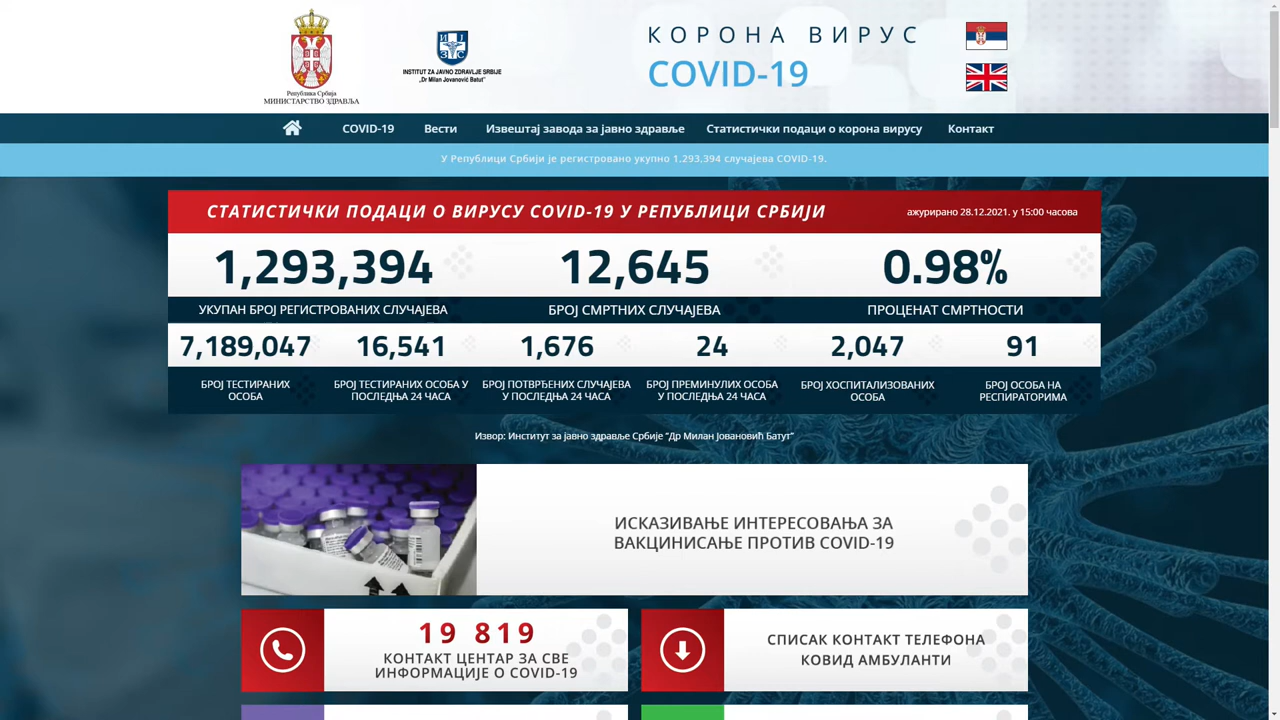 КОРОНА ВИРУС
COVID-19
Република Србија
МИНИСТАРСТВО ЗДРАВЉА
ИЈЗС
INSTITUT ZA JAVNO ZDRAVLJE SRBIJE
„Dr Milan Jovanović Batut"
COVID-19 Вести Извештај завода за јавно здравље Статистички подаци о корона вирусу Контакт
У Републици Србији је регистровано укупно 1,293,394 случајева COVID-19.
СТАТИСТИЧКИ ПОДАЦИ О ВИРУСУ COVID-19 У РЕПУБЛИЦИ СРБИЈИ
ажурирано 28.12.2021. у 15:00 часова
1,293,394 12,645 0.98%
УКУПАН БРОЈ РЕГИСТРОВАНИХ СЛУЧАЈЕВА БРОЈ СМРТНИХ СЛУЧАЈЕВА ПРОЦЕНАТ СМРТНОСТИ
7,189,047 16,541 1,676 24 2,047 91
БРОЈ ТЕСТИРАНИХ
ОСОБА
БРОЈ ТЕСТИРАНИХ ОСОБА У
ПОСЛЕДЊА 24 ЧАСА
БРОЈ ПОТВРЂЕНИХ СЛУЧАЈЕВА
У ПОСЛЕДЊА 24 ЧАСА
БРОЈ ПРЕМИНУЛИХ ОСОБА
У ПОСЛЕДЊА 24 ЧАСА
БРОЈ ХОСПИТАЛИЗОВАНИХ
ОСОБА
БРОЈ ОСОБА НА
РЕСПИРАТОРИМА
Извор: Институт за јавно здравље Србије "Др Милан Јовановић Батут"
ИСКАЗИВАЊЕ ИНТЕРЕСОВАЊА ЗА
ВАКЦИНИСАЊЕ ПРОТИВ COVID-19
19 819
КОНТАКТ ЦЕНТАР ЗА СВЕ
ИНФОРМАЦИЈЕ О COVID-19
СПИСАК КОНТАКТ ТЕЛЕФОНА
КОВИД АМБУЛАНТИ